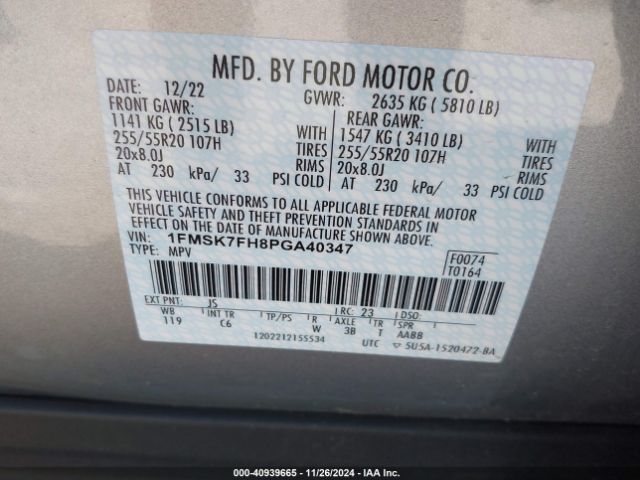 MFD. BY FORD MOTOR CO.
DATE: 12/22 GVWR: 2635 KG ( 5810 LB)
FRONT GAWR: REAR GAWR:
1141 KG ( 2515 LB) WITH 1547 KG ( 3410 LB) WITH
255/55R20 107H TIRES 255/55R20 107H TIRES
20x8.0J RIMS 20x8.0J RIMS
AT 230 kPa/ 33 PSI COLD AT 230 kPa/ 33 PSI COLD
THIS VEHICLE CONFORMS TO ALL APPLICABLE FEDERAL MOTOR
VEHICLE SAFETY AND THEFT PREVENTION STANDARDS IN
EFFECT ON THE DATE OF MANUFACTURE SHOWN ABOVE.
VIN: 1FMSK7FH8PGA40347
TYPE: MPV
F0074
T0164
EXT PNT: JS RC: 23 DSO:
WB INT TR TP/PS R AXLE TR SPR
119 C6 W 3B T AABB
1202212155534 UTC ▽ 5U5A-1520472-BA
000-40939665 - 11/26/2024 - IAA Inc.